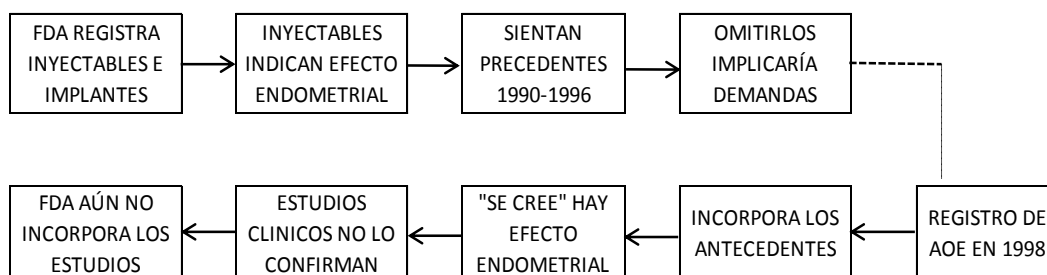 FDA REGISTRA
INYECTABLES E
IMPLANTES
INYECTABLES
INDICAN EFECTO
ENDOMETRIAL
SIENTAN
PRECEDENTES
1990-1996
OMITIRLOS
IMPLICARÍA
DEMANDAS
REGISTRO DE
AOE EN 1998
INCORPORA LOS
ANTECEDENTES
"SE CREE" HAY
EFECTO
ENDOMETRIAL
ESTUDIOS
CLINICOS NO LO
CONFIRMAN
FDA AÚN NO
INCORPORA LOS
ESTUDIOS